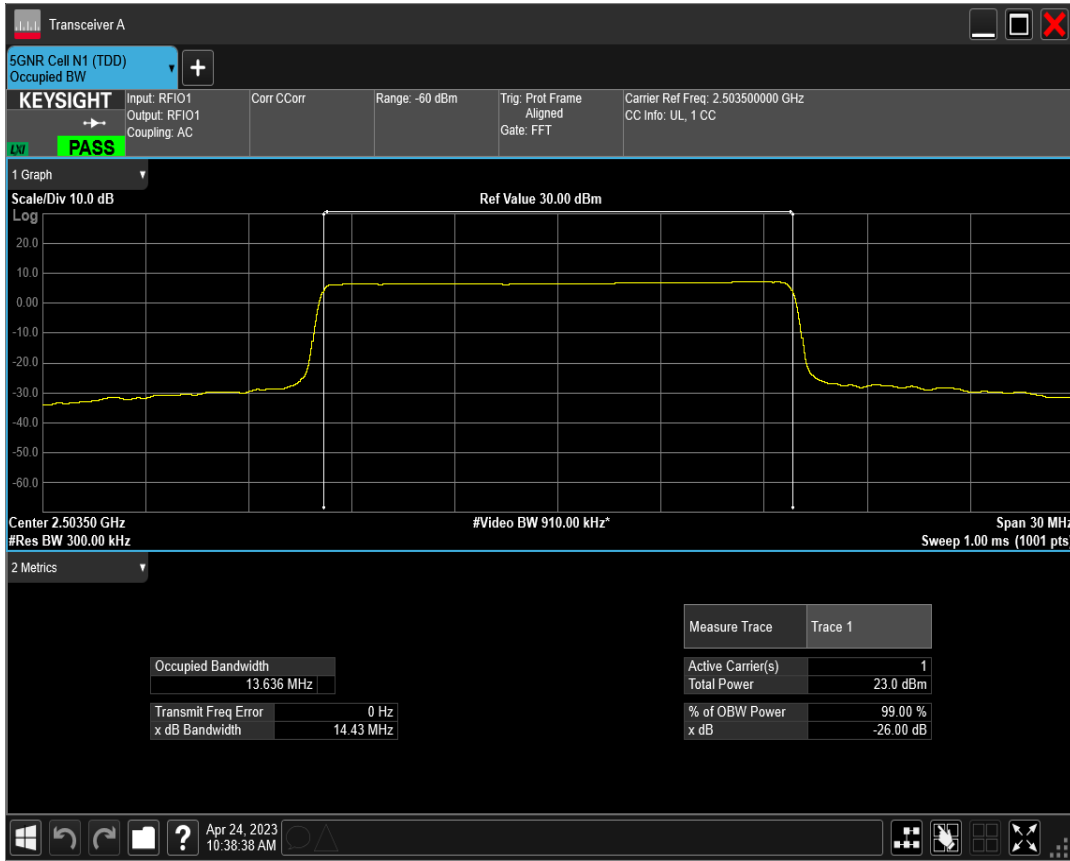 Transceiver A
5GNR Cell N1 (TDD)
Occupied BW
+
KEYSIGHT
LXI
PASS
Input: RFIO1
Output: RFIO1
Coupling: AC
Corr CCorr
Range: -60 dBm
Trig: Prot Frame
Aligned
Gate: FFT
Carrier Ref Freq: 2.503500000 GHz
CC Info: UL, 1 CC
1 Graph
Scale/Div 10.0 dB
Ref Value 30.00 dBm
Log
20.0
10.0
0.00
-10.0
-20.0
-30.0
-40.0
-50.0
-60.0
Center 2.50350 GHz
#Video BW 910.00 kHz*
Span 30 MHz
#Res BW 300.00 kHz
Sweep 1.00 ms (1001 pts)
2 Metrics
Measure Trace Trace 1
Occupied Bandwidth
13.636 MHz
Active Carrier(s) 1
Total Power 23.0 dBm
Transmit Freq Error 0 Hz
x dB Bandwidth 14.43 MHz
% of OBW Power 99.00 %
x dB -26.00 dB
?
Apr 24, 2023
10:38:38 AM